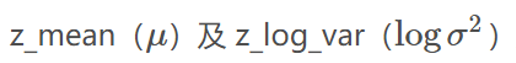 z_mean（μ）及 z_log_var（log σ²）